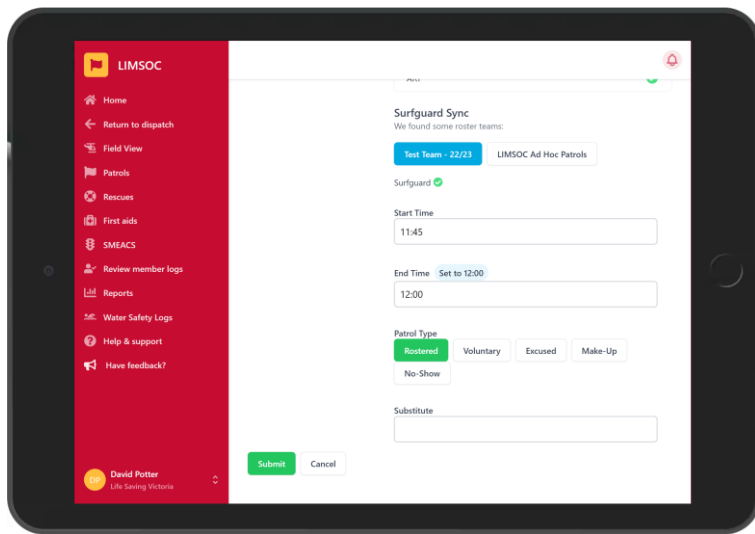 LIMSOC
Home
Return to dispatch
Field View
Patrols
Rescues
First aids
SMEACS
Review member logs
Reports
Water Safety Logs
Help & support
Have feedback?
DP
David Potter
Life Saving Victoria
Surfguard Sync
We found some roster teams:
Test Team - 22/23 LIMSOC Ad Hoc Patrols
Surfguard
Start Time
11:45
End Time Set to 12:00
12:00
Patrol Type
Rostered Voluntary Excused Make-Up
No-Show
Substitute
Submit Cancel